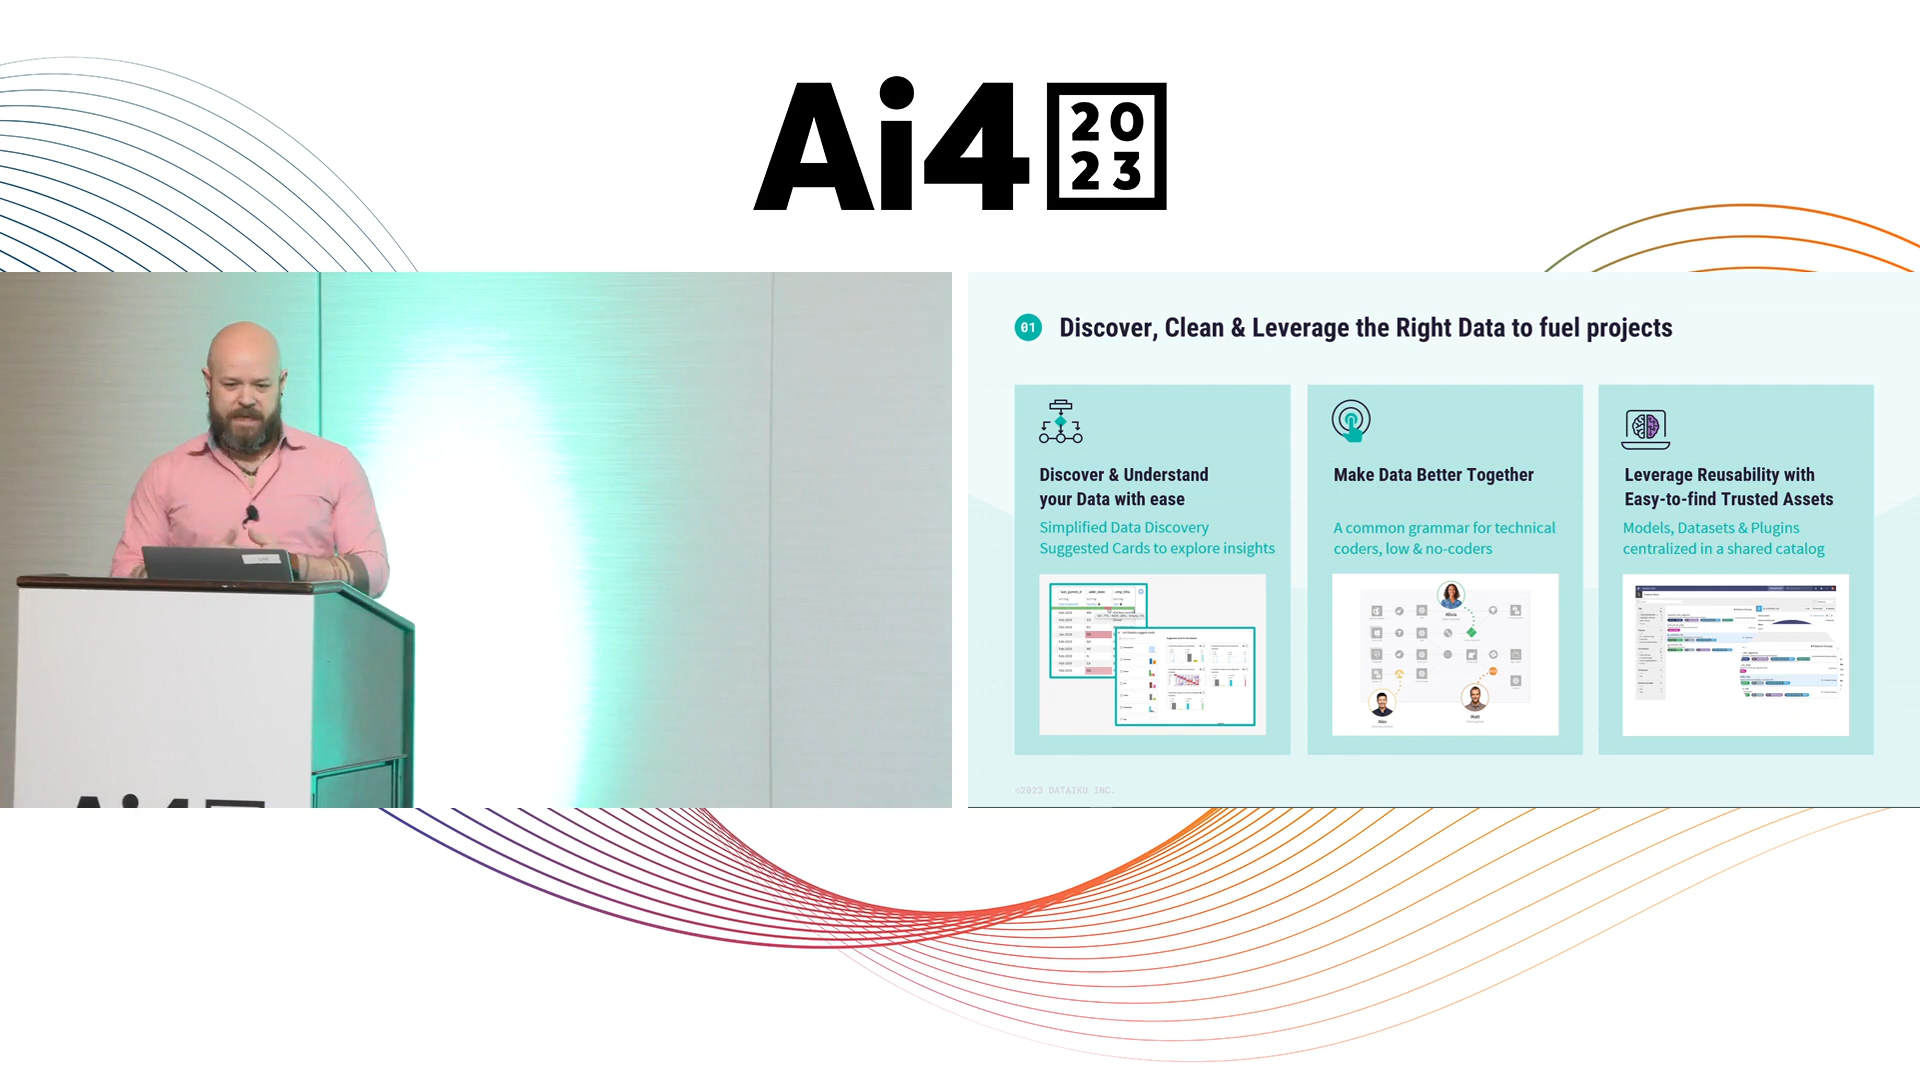 Ai4
20
23
01
Discover, Clean & Leverage the Right Data to fuel projects
Discover & Understand
your Data with ease
Simplified Data Discovery
Suggested Cards to explore insights
Make Data Better Together
A common grammar for technical
coders, low & no-coders
Alicia
Alex
Matt
Leverage Reusability with
Easy-to-find Trusted Assets
Models, Datasets & Plugins
centralized in a shared catalog
©2023 DATAIKU INC.